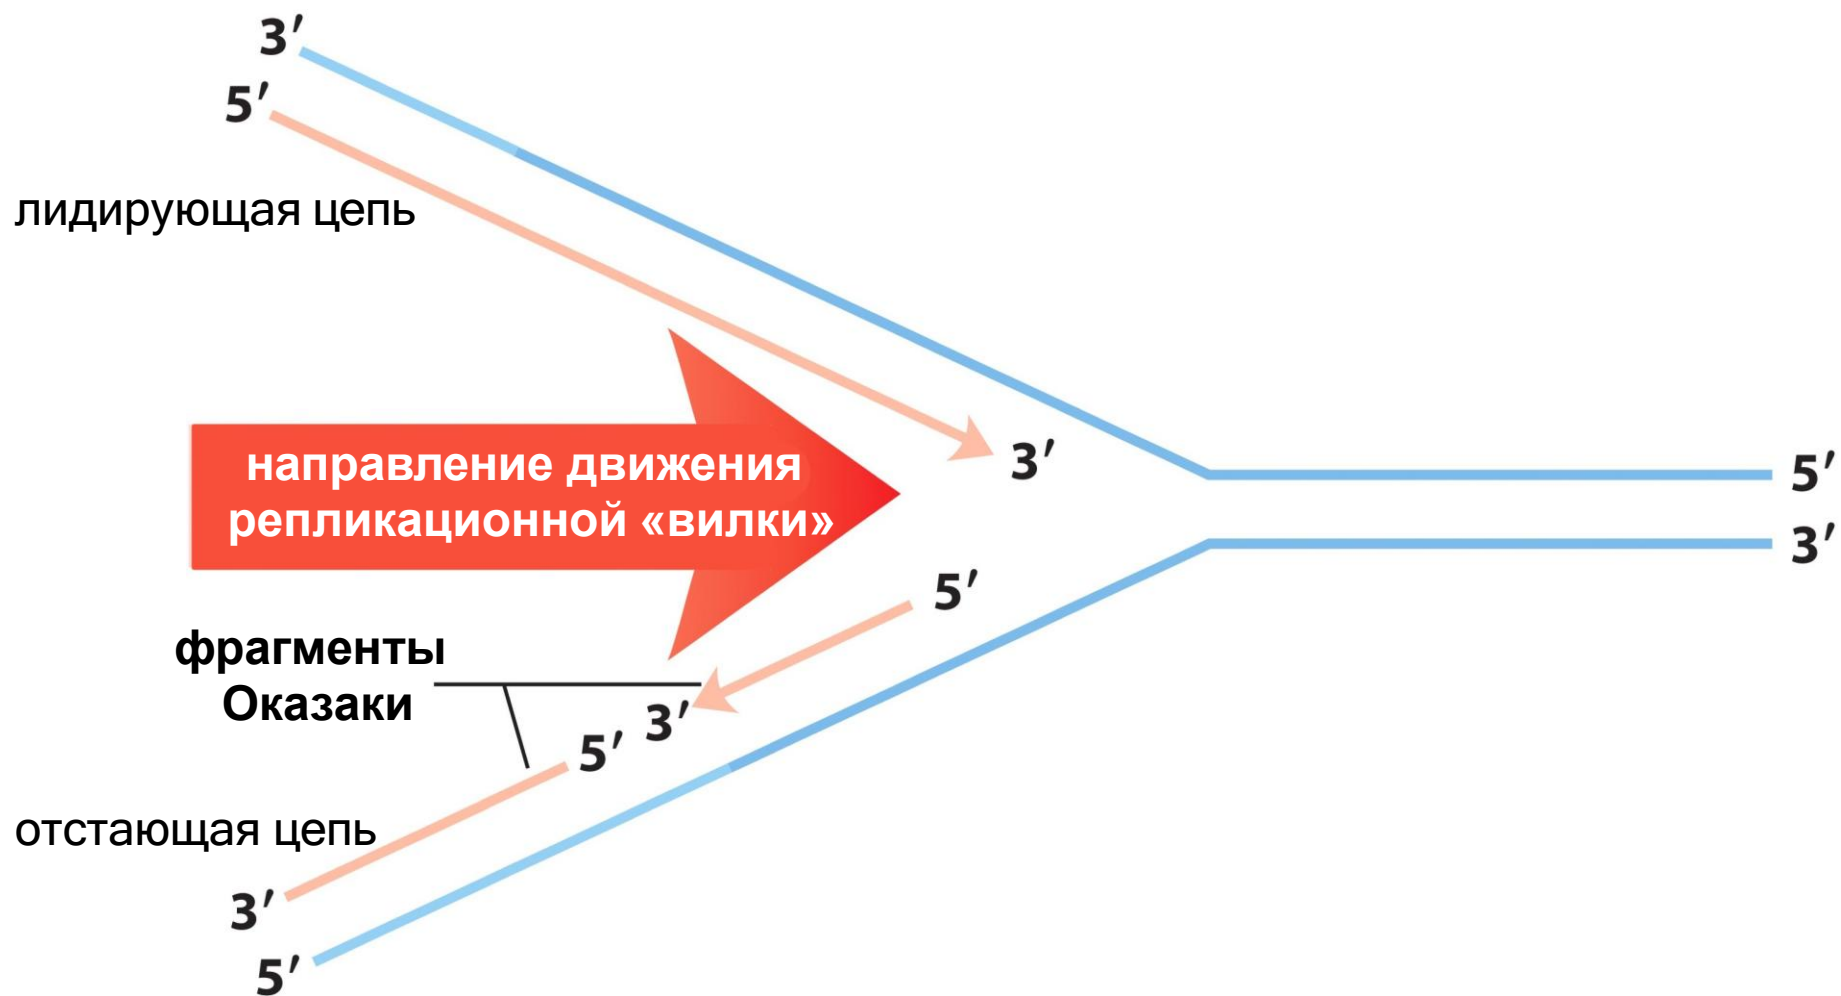 3′
5′
лидирующая цепь
3′
5′
3′
направление движения
репликационной «вилки»
5′
фрагменты
Оказаки
3′
5′
отстающая цепь
3′
5′